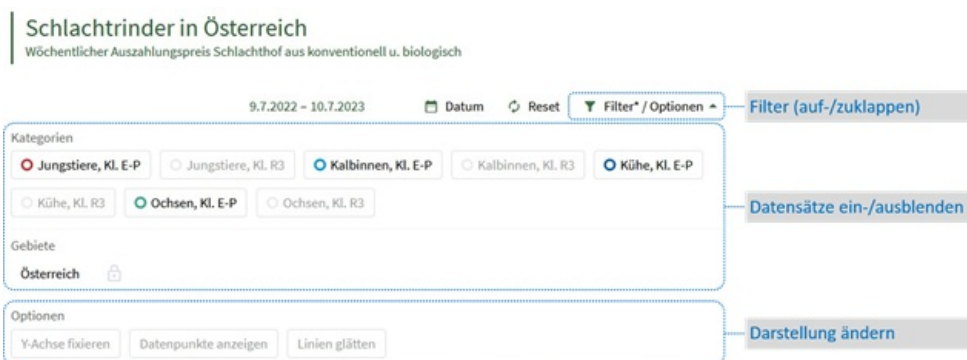 Schlachtrinder in Österreich
Wöchentlicher Auszahlungspreis Schlachthof aus konventionell u. biologisch
9.7.2022 – 10.7.2023 Datum Reset Filter* / Optionen Filter (auf-/zuklappen)
Kategorien
Jungstiere, Kl. E-P Jungstiere, Kl. R3 Kalbinnen, Kl. E-P Kalbinnen, Kl. R3 Kühe, Kl. E-P
Kühe, Kl. R3 Ochsen, Kl. E-P Ochsen, Kl. R3 Datensätze ein-/ausblenden
Gebiete
Österreich
Optionen
Y-Achse fixieren Datenpunkte anzeigen Linien glätten Darstellung ändern